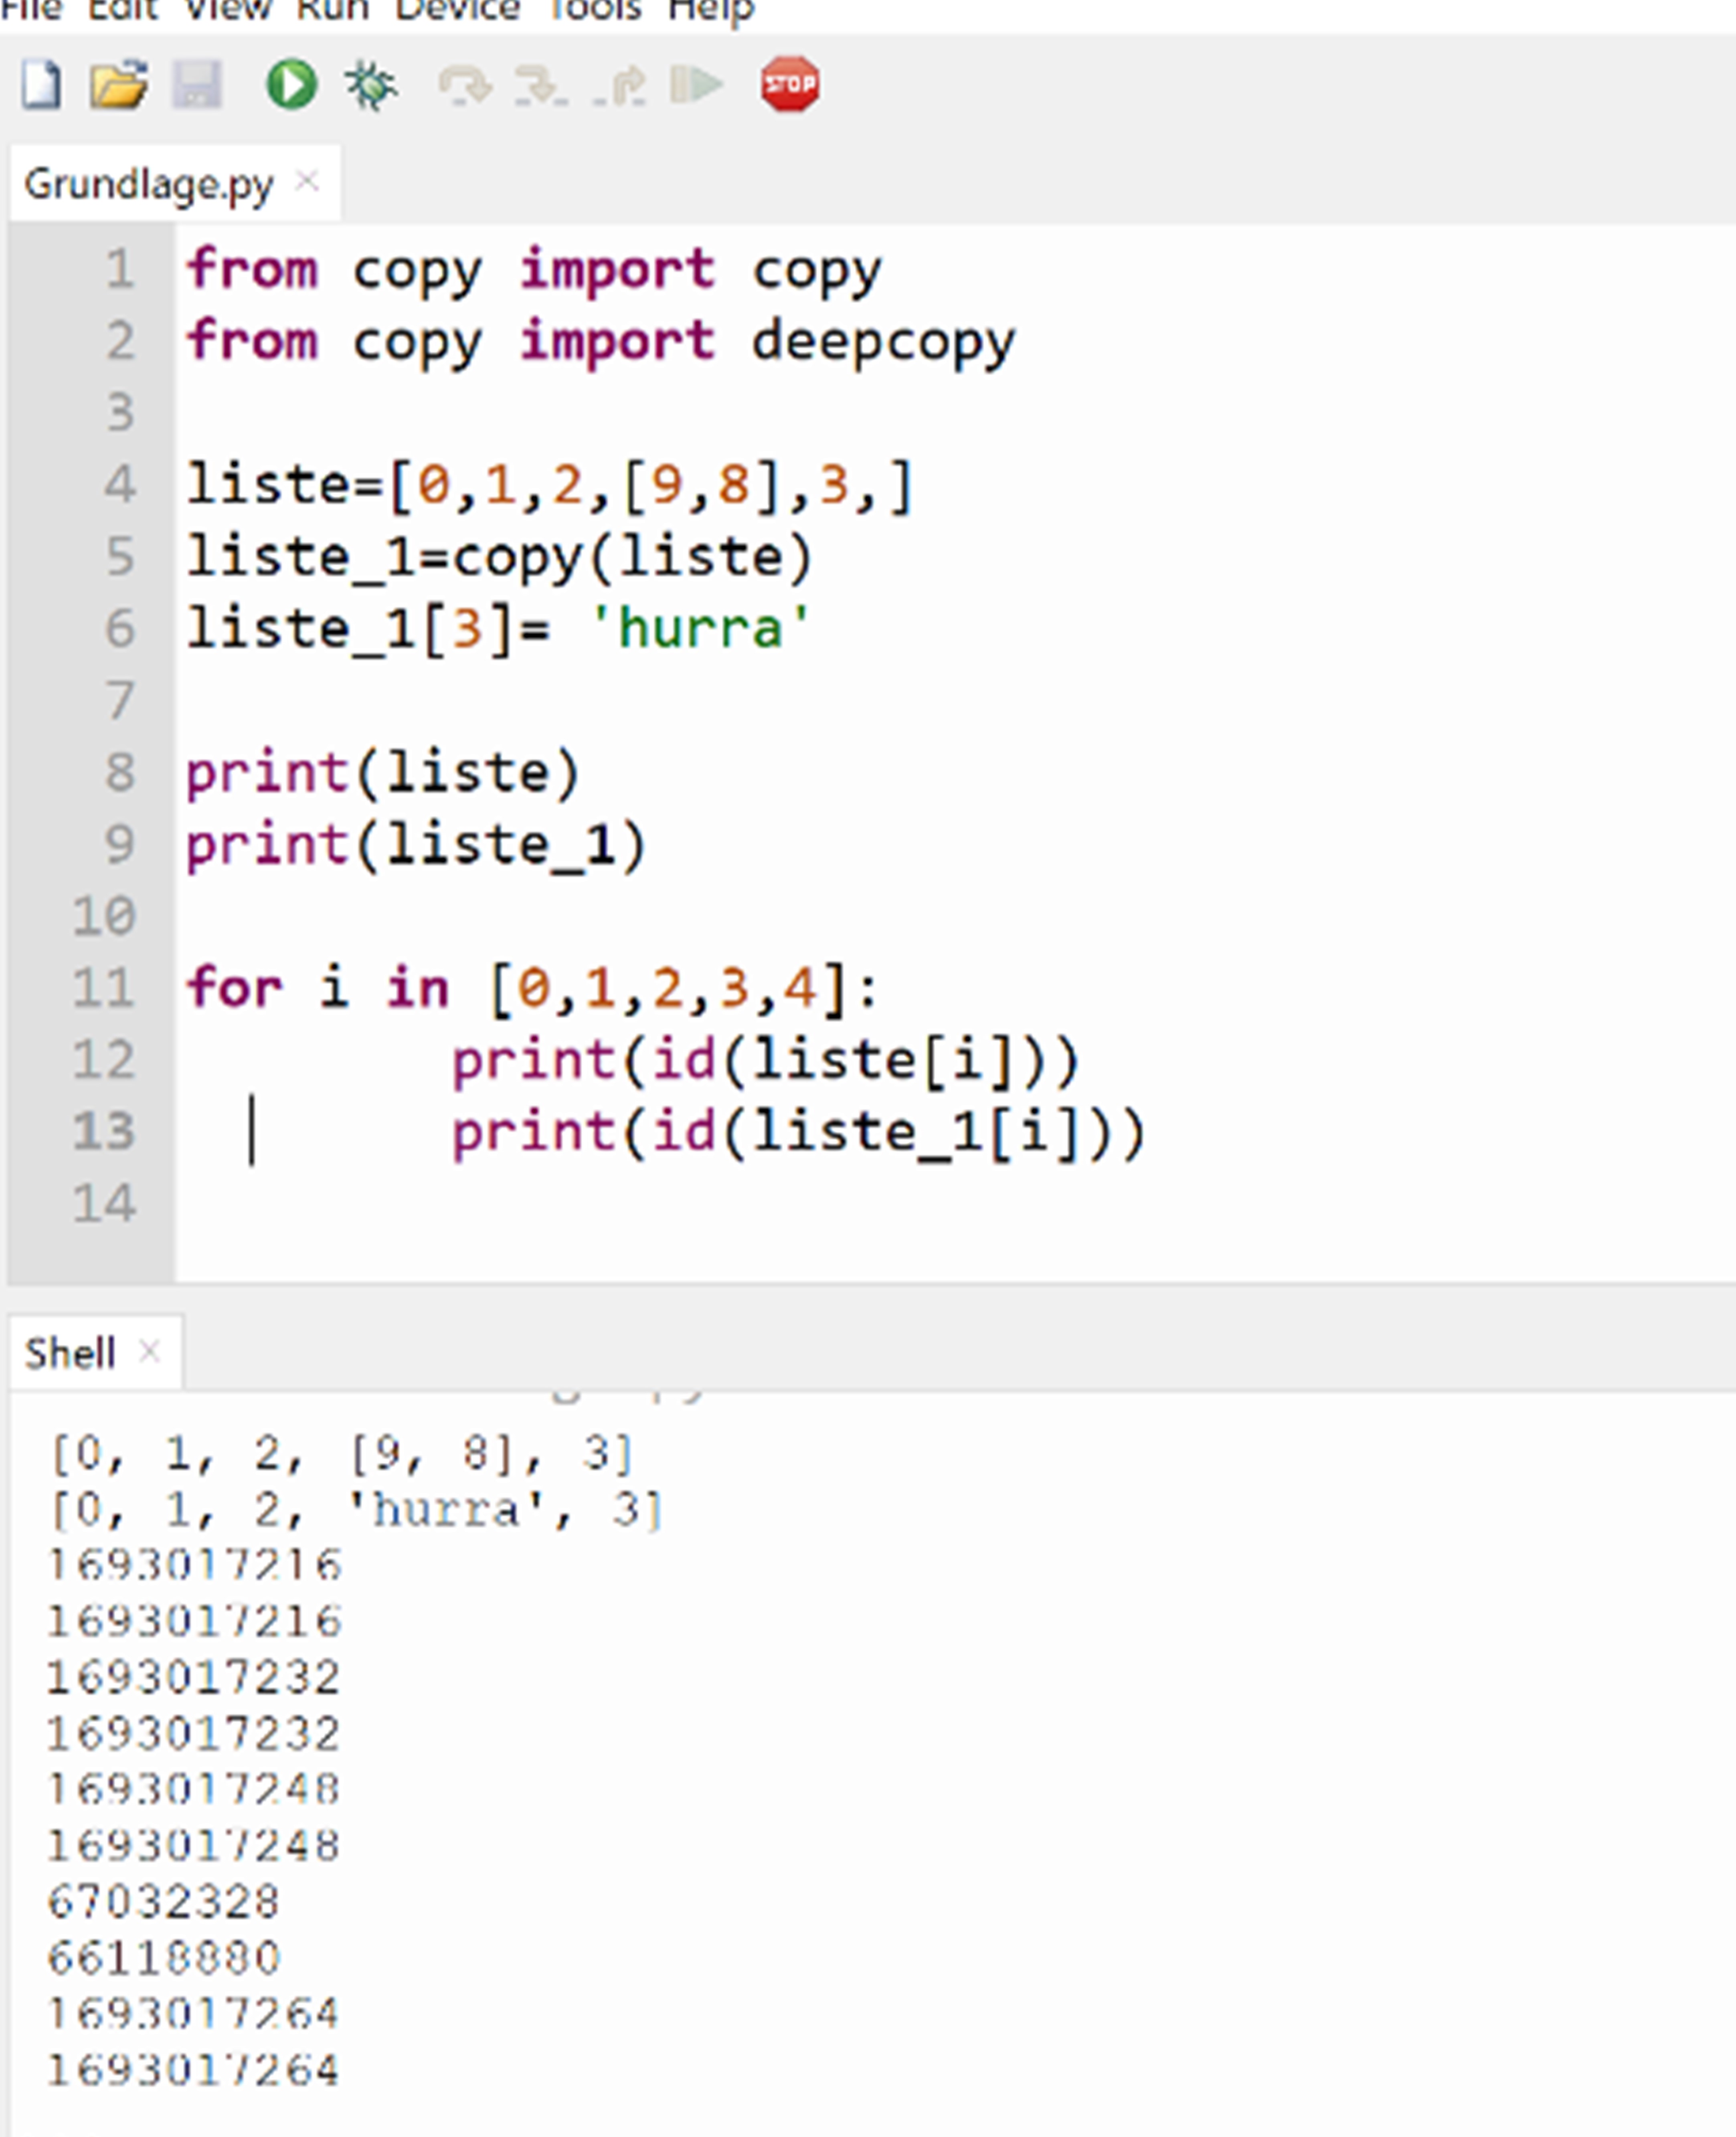 File Edit View Run Device Tools Help
STOP
Grundlage.py ×
1 from copy import copy
2 from copy import deepcopy
3
4 liste=[0,1,2,[9,8],3,]
5 liste_1=copy(liste)
6 liste_1[3]= 'hurra'
7
8 print(liste)
9 print(liste_1)
10
11 for i in [0,1,2,3,4]:
12         print(id(liste[i]))
13         print(id(liste_1[i]))
14
Shell ×
[0, 1, 2, [9, 8], 3]
[0, 1, 2, 'hurra', 3]
1693017216
1693017216
1693017232
1693017232
1693017248
1693017248
67032328
66118880
1693017264
1693017264